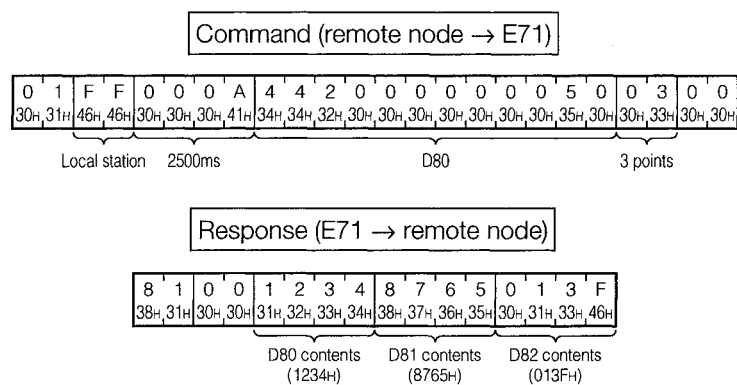 Command (remote node → E71)
0 1 F F 0 0 0 A 4 4 2 0 0 0 0 0 0 0 5 0 0 3 0 0
30H 31H 46H 46H 30H 30H 30H 41H 34H 34H 32H 30H 30H 30H 30H 30H 30H 30H 35H 30H 30H 33H 30H 30H
Local station 2500ms D80 3 points
Response (E71 → remote node)
8 1 0 0 1 2 3 4 8 7 6 5 0 1 3 F
38H 31H 30H 30H 31H 32H 33H 34H 38H 37H 36H 35H 30H 31H 33H 46H
D80 contents D81 contents D82 contents
(1234H) (8765H) (013FH)